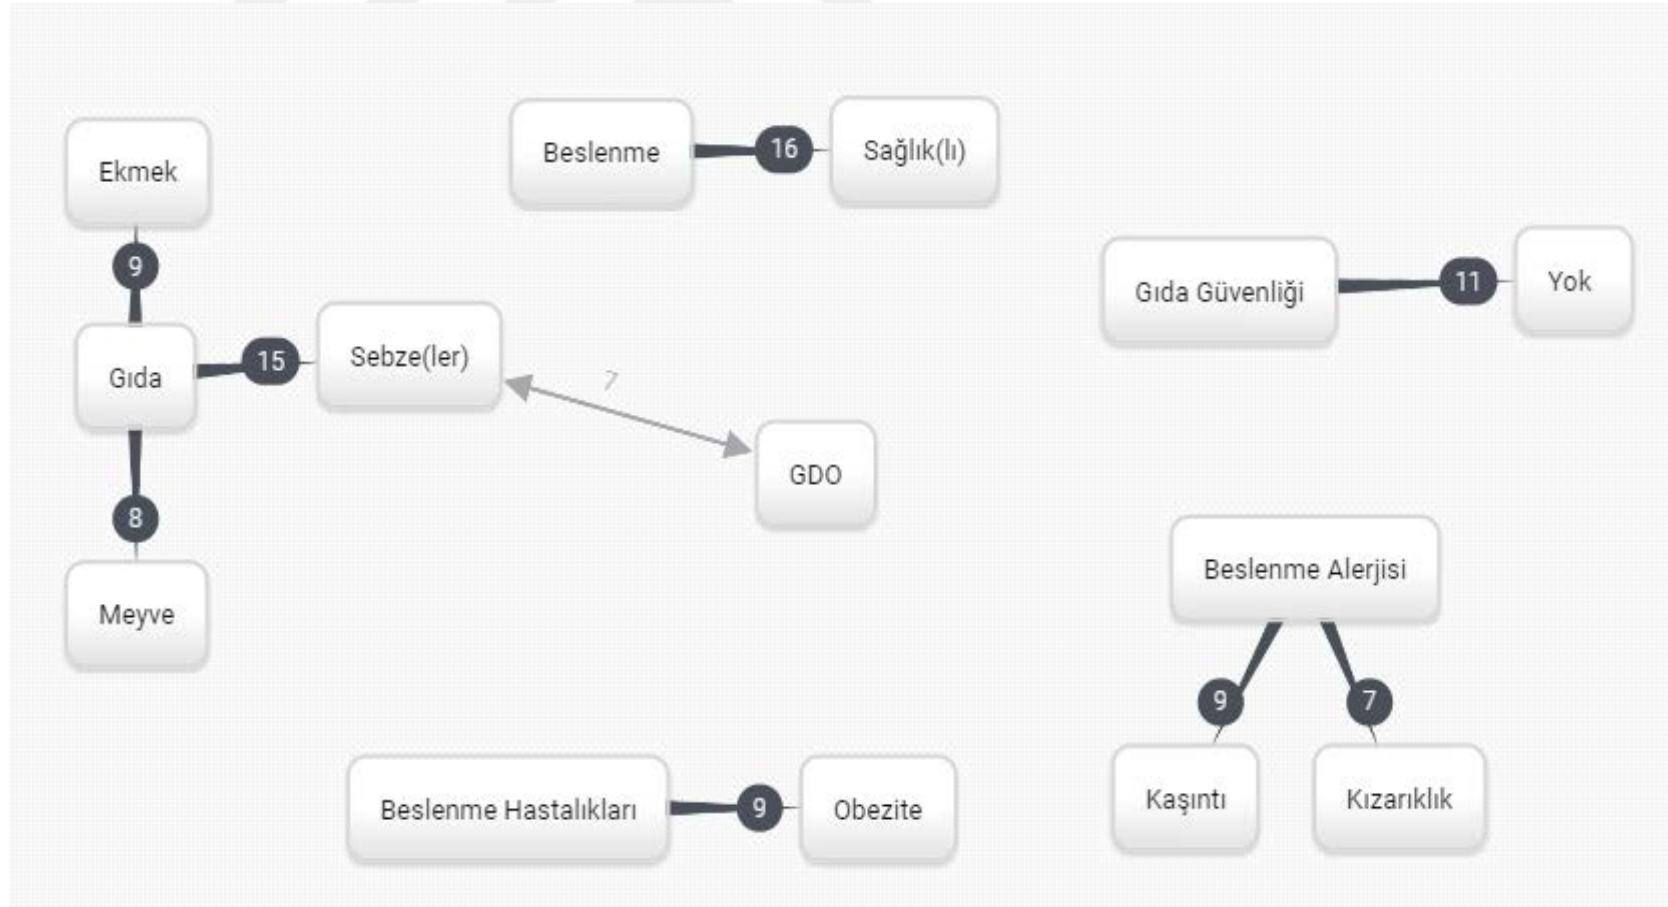 Beslenme
16
Sağlık(lı)
Ekmek
9
Gıda Güvenliği
11
Yok
Gıda
15
Sebze(ler)
7
GDO
8
Meyve
Beslenme Alerjisi
9
7
Kaşıntı
Kızarıklık
Beslenme Hastalıkları
9
Obezite